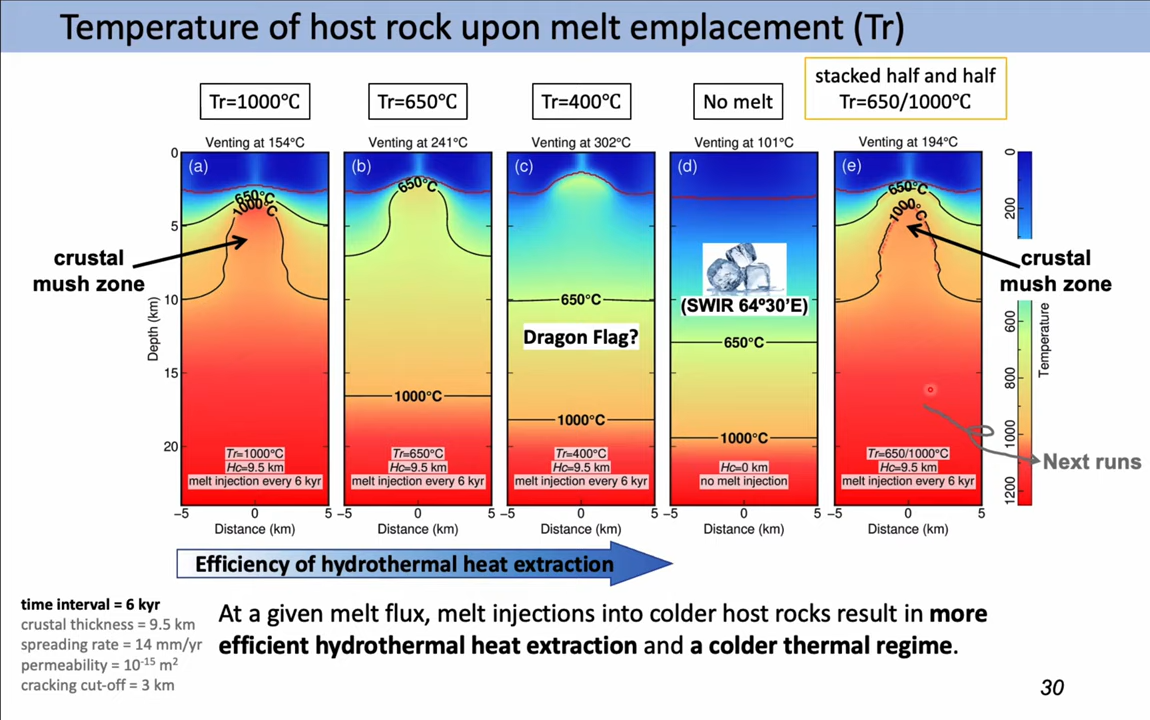 Temperature of host rock upon melt emplacement (Tr)
Tr=1000℃
Tr=650℃
Tr=400℃
No melt
stacked half and half
Tr=650/1000℃
Venting at 154°C
Venting at 241°C
Venting at 302°C
Venting at 101°C
Venting at 194°C
(a)
(b)
(c)
(d)
(e)
650°C
1000°C
650°C
650°C
1000°C
crustal
mush zone
crustal
mush zone
0
5
10
15
20
Depth (km)
650°C
1000°C
650°C
1000°C
1000°C
Dragon Flag?
(SWIR 64º30’E)
0
200
600
800
1000
1200
Temperature
Tr=1000°C
Hc=9.5 km
melt injection every 6 kyr
Tr=650°C
Hc=9.5 km
melt injection every 6 kyr
Tr=400°C
Hc=9.5 km
melt injection every 6 kyr
Hc=0 km
no melt injection
Tr=650/1000°C
Hc=9.5 km
melt injection every 6 kyr
Next runs
−5 0 5
−5 0 5
−5 0 5
−5 0 5
−5 0 5
Distance (km)
Distance (km)
Distance (km)
Distance (km)
Distance (km)
Efficiency of hydrothermal heat extraction
time interval = 6 kyr
crustal thickness = 9.5 km
spreading rate = 14 mm/yr
permeability = 10⁻¹⁵ m²
cracking cut-off = 3 km
At a given melt flux, melt injections into colder host rocks result in more
efficient hydrothermal heat extraction and a colder thermal regime.
30